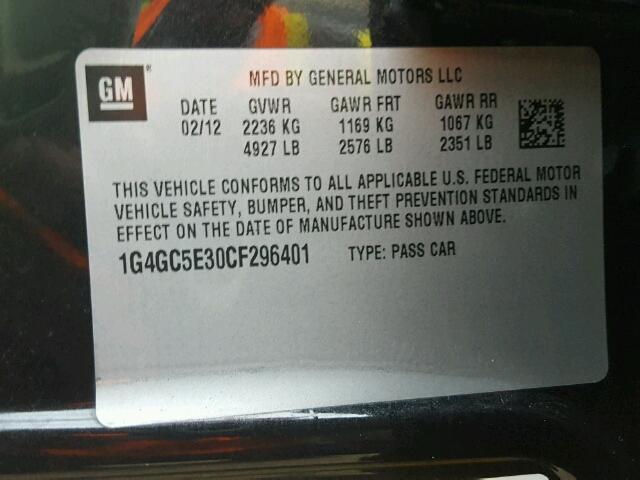 GM
®
MFD BY GENERAL MOTORS LLC
DATE GVWR GAWR FRT GAWR RR
02/12 2236 KG 1169 KG 1067 KG
4927 LB 2576 LB 2351 LB
THIS VEHICLE CONFORMS TO ALL APPLICABLE U.S. FEDERAL MOTOR
VEHICLE SAFETY, BUMPER, AND THEFT PREVENTION STANDARDS IN
EFFECT ON THE DATE OF MANUFACTURE SHOWN ABOVE.
1G4GC5E30CF296401 TYPE: PASS CAR